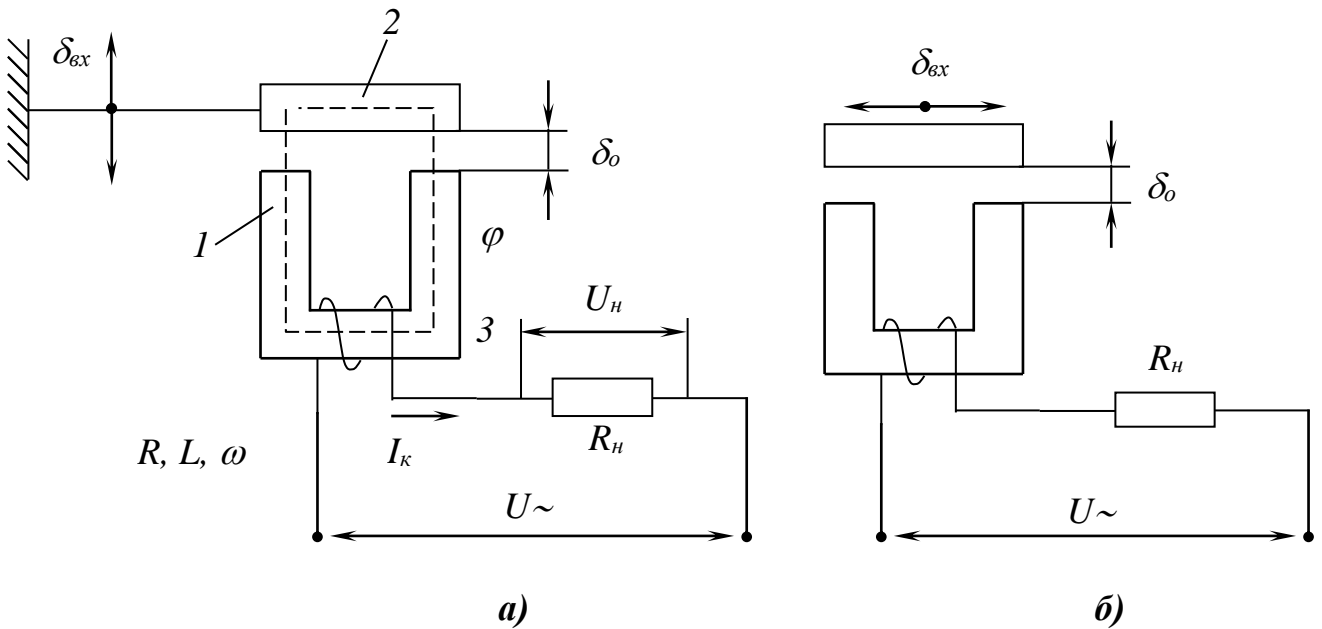 2
δвх
δвх
δо
δо
1
φ
Uн
3
Rн
Rн
R, L, ω
Iк
U~
U~
а)
б)